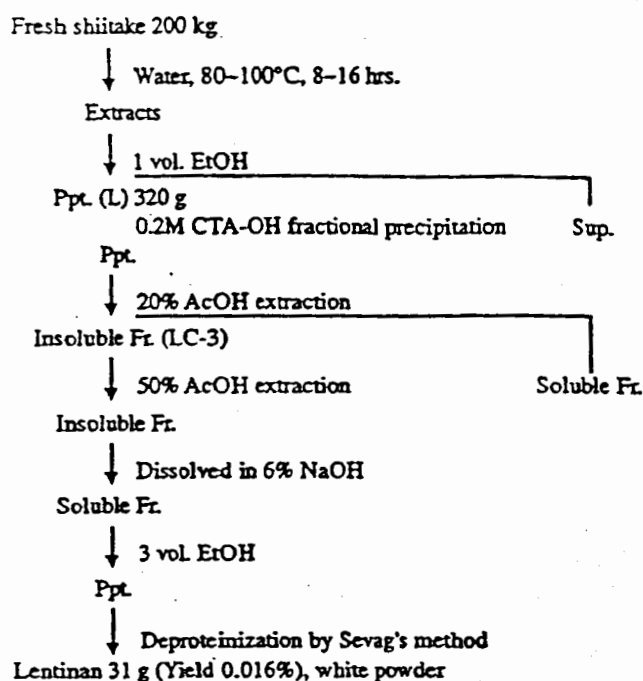 Fresh shiitake 200 kg
Water, 80~100°C, 8~16 hrs.
Extracts
1 vol. EtOH
Ppt. (L) 320 g
0.2M CTA-OH fractional precipitation Sup.
Ppt.
20% AcOH extraction
Insoluble Fr. (LC-3)
50% AcOH extraction Soluble Fr.
Insoluble Fr.
Dissolved in 6% NaOH
Soluble Fr.
3 vol. EtOH
Ppt.
Deproteinization by Sevag's method
Lentinan 31 g (Yield 0.016%), white powder